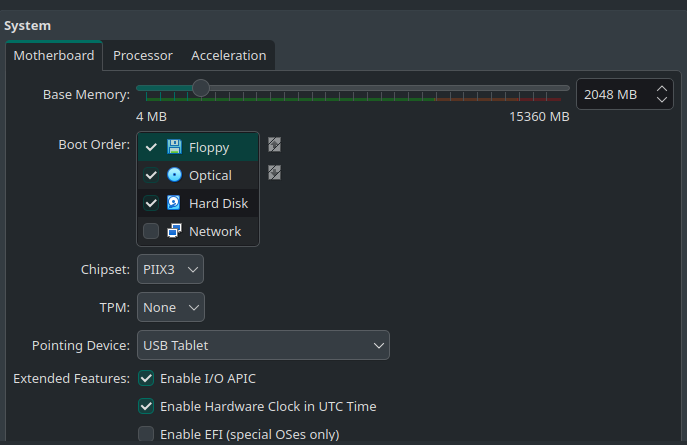 System
Motherboard Processor Acceleration
Base Memory: 2048 MB
4 MB 15360 MB
Boot Order: Floppy
Optical
Hard Disk
Network
Chipset: PIIX3
TPM: None
Pointing Device: USB Tablet
Extended Features: Enable I/O APIC
Enable Hardware Clock in UTC Time
Enable EFI (special OSes only)